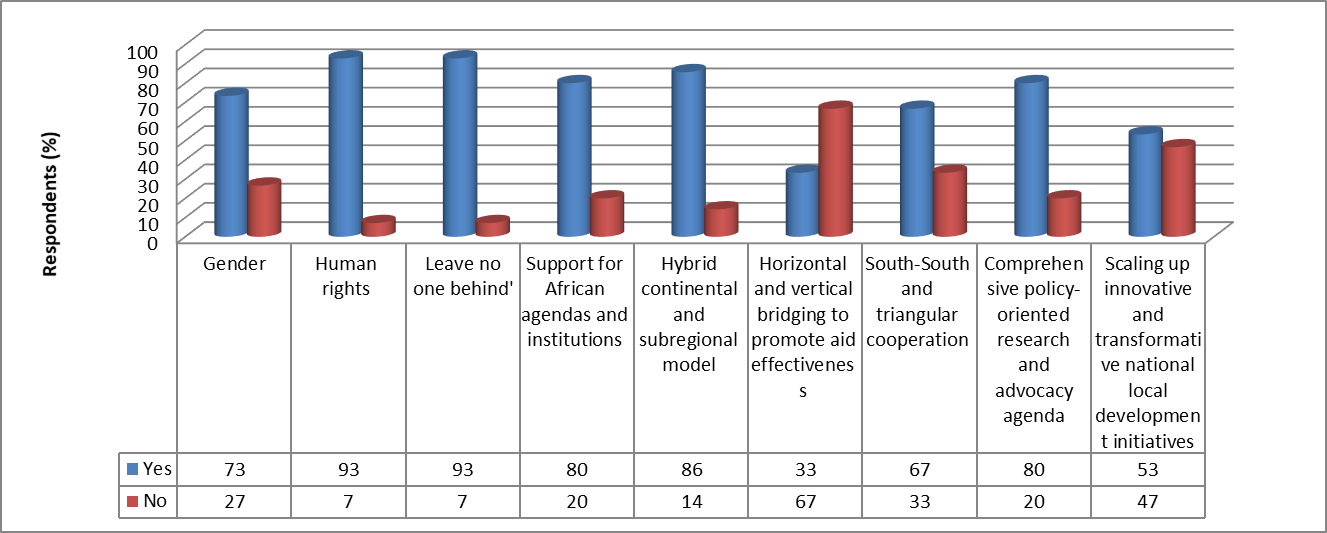 Respondents (%)
100
90
80
70
60
50
40
30
20
10
0
Gender
Human
rights
Leave no
one behind'
Support for
African
agendas and
institutions
Hybrid
continental
and
subregional
model
Horizontal
and vertical
bridging to
promote aid
effectivenes
s
South-South
and
triangular
cooperation
Comprehen
sive policy-
oriented
research
and
advocacy
agenda
Scaling up
innovative
and
transformati
ve national
local
developmen
t initiatives
Yes 73 93 93 80 86 33 67 80 53
No 27 7 7 20 14 67 33 20 47